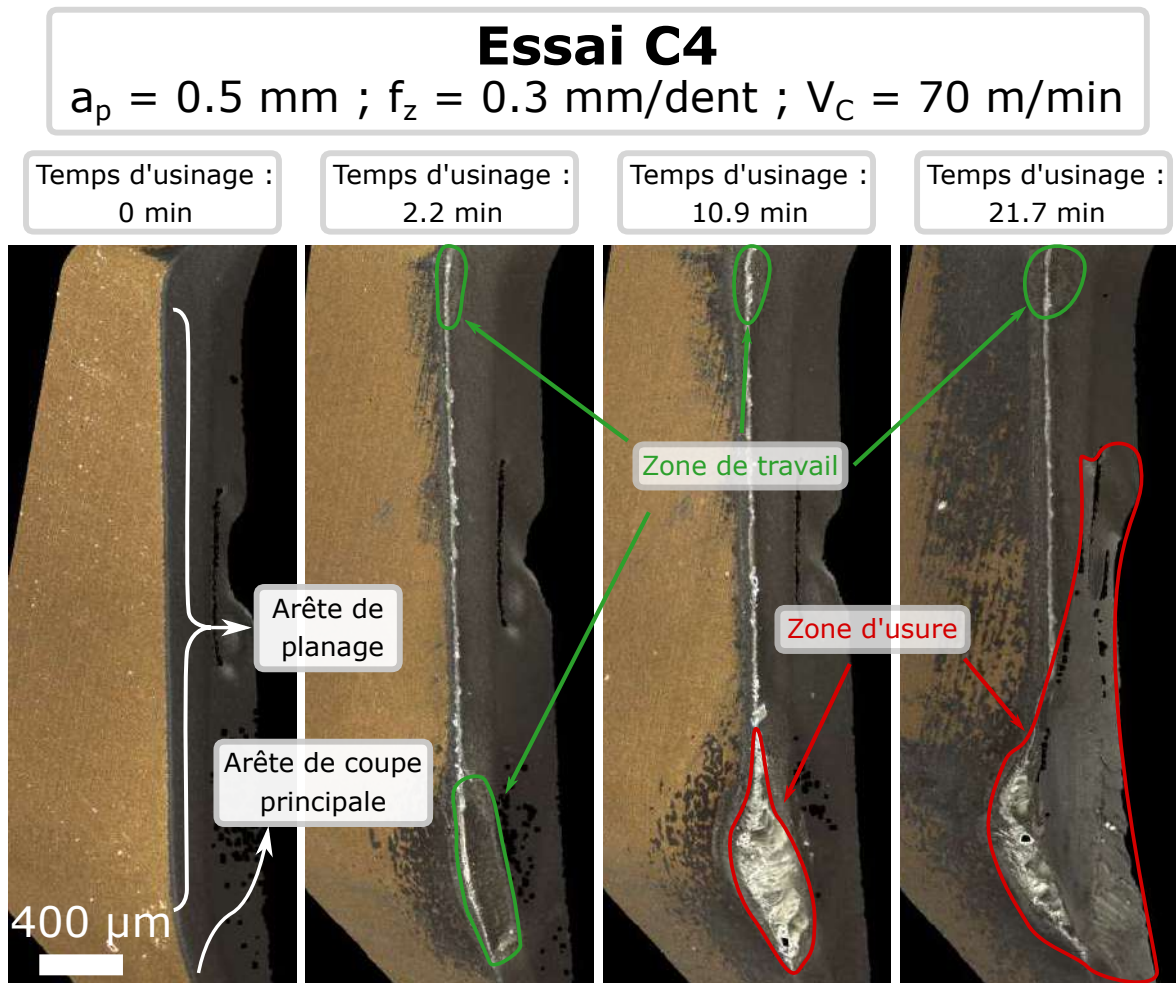 Essai C4
aₚ = 0.5 mm ; f_z = 0.3 mm/dent ; V_C = 70 m/min
Temps d'usinage :
0 min
Temps d'usinage :
2.2 min
Temps d'usinage :
10.9 min
Temps d'usinage :
21.7 min
Zone de travail
Arête de
planage
Zone d'usure
Arête de coupe
principale
400 µm